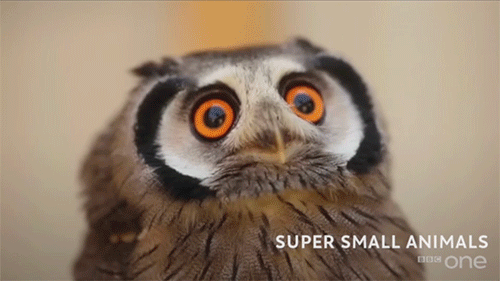 SUPER SMALL ANIMALS
BBC one